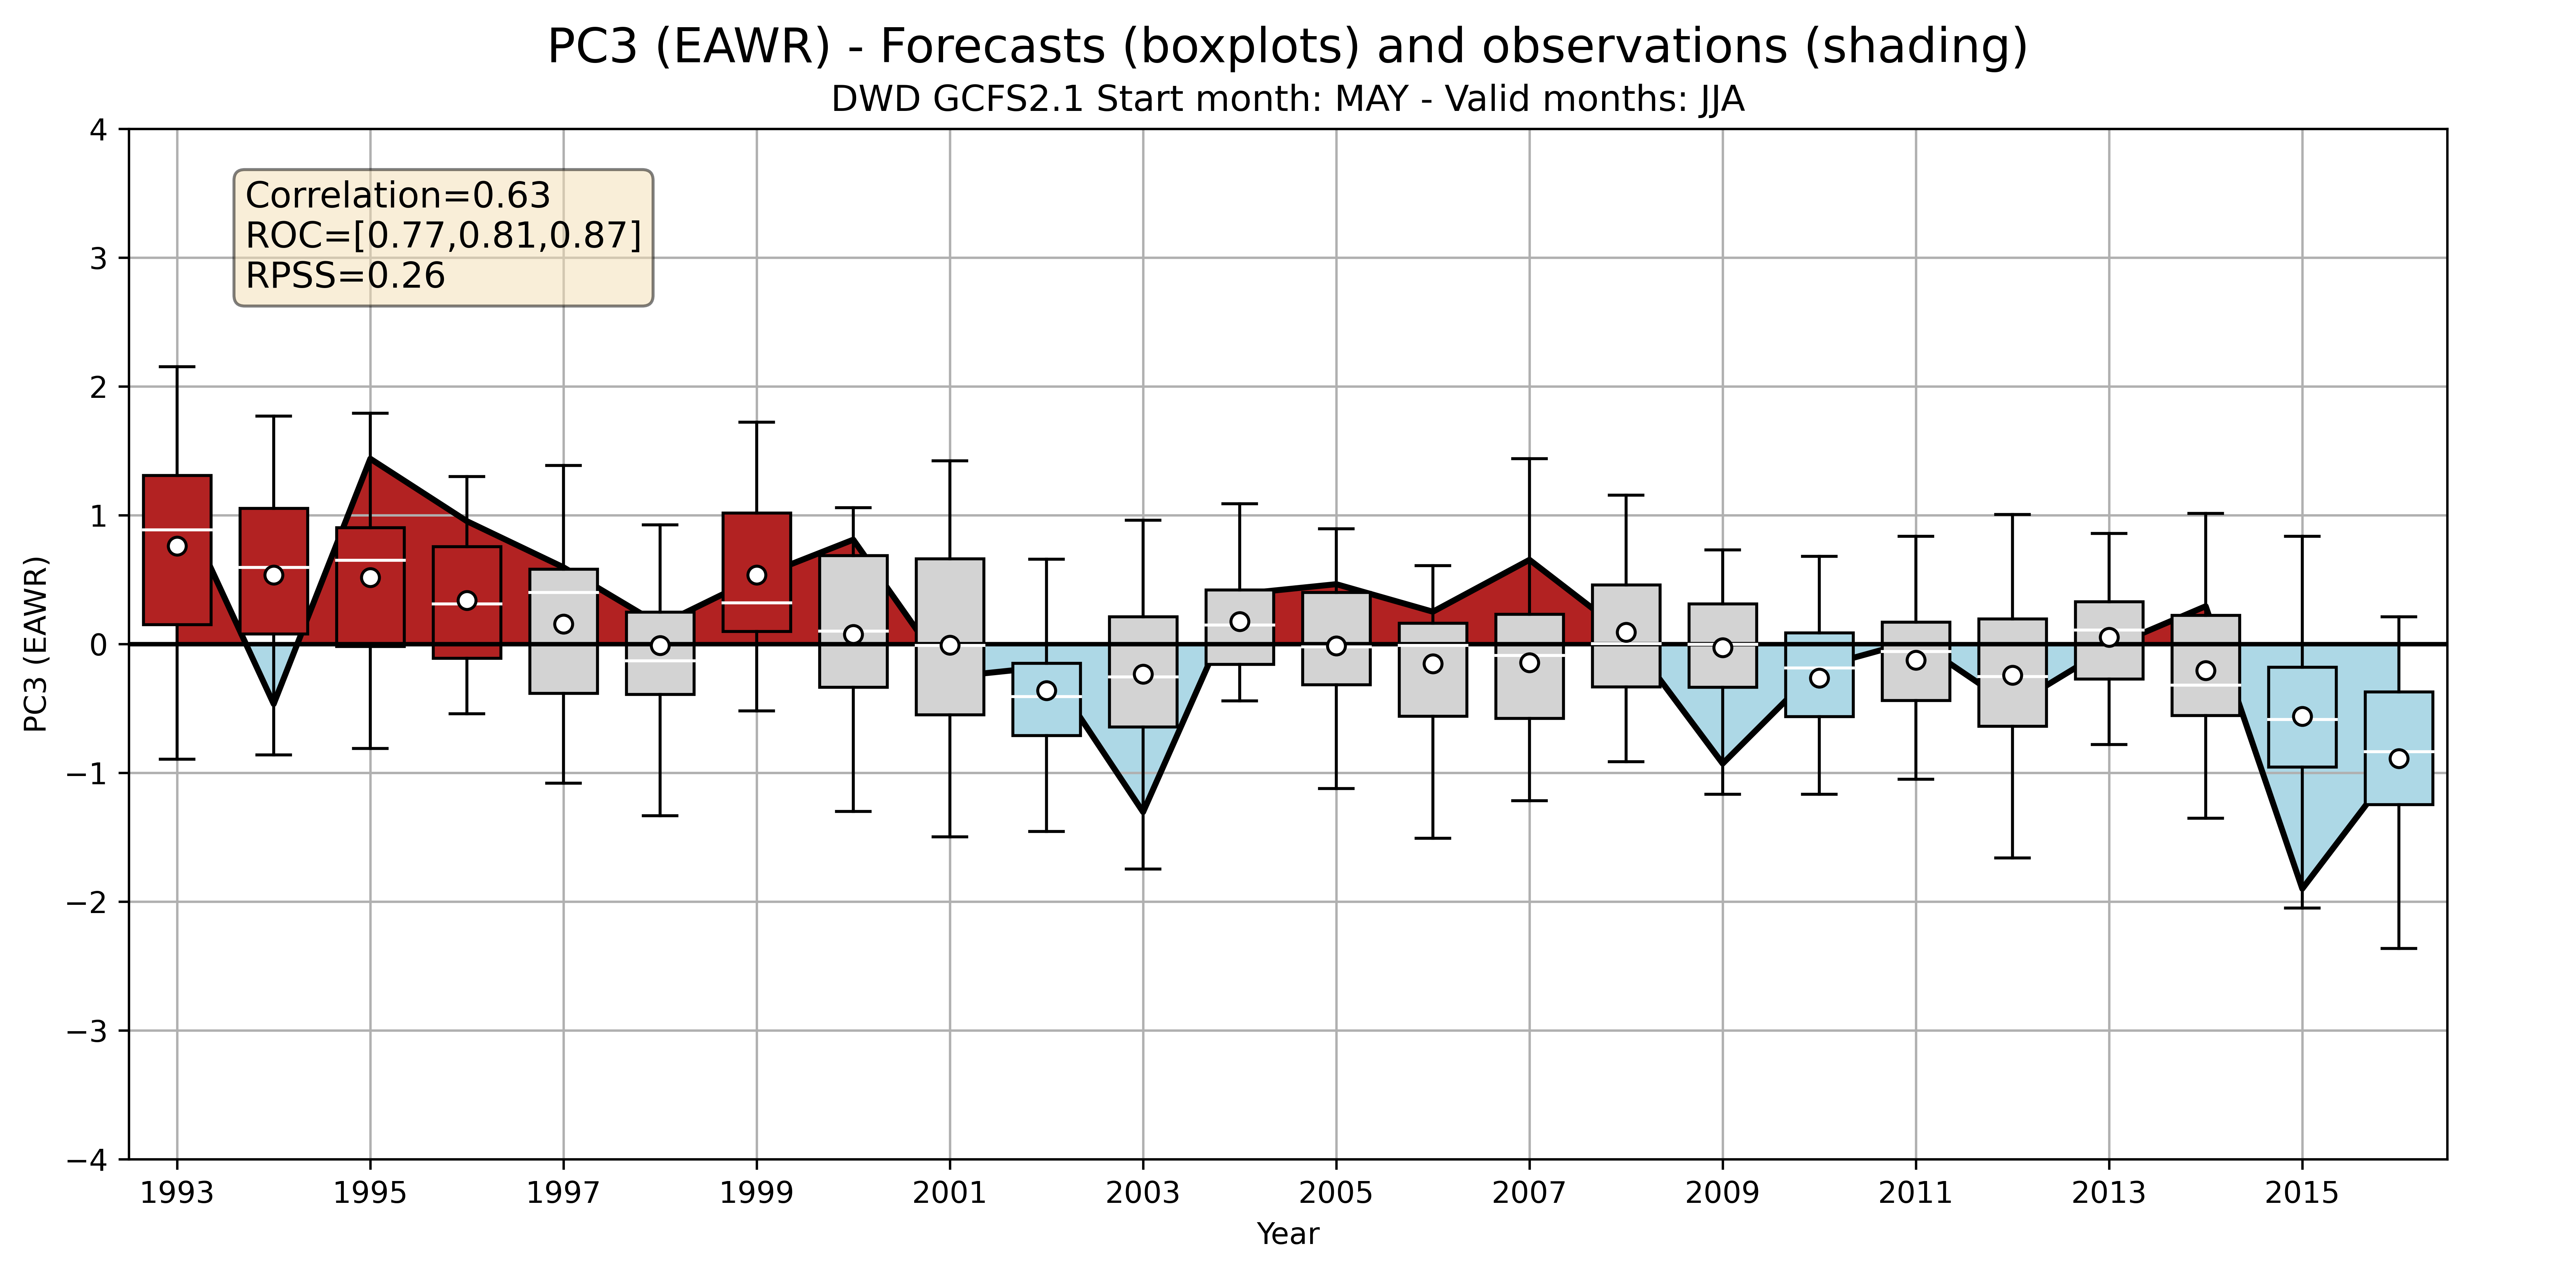 PC3 (EAWR) - Forecasts (boxplots) and observations (shading)
DWD GCFS2.1 Start month: MAY - Valid months: JJA
Correlation=0.63
ROC=[0.77,0.81,0.87]
RPSS=0.26
PC3 (EAWR)
4
3
2
1
0
−1
−2
−3
−4
1993 1995 1997 1999 2001 2003 2005 2007 2009 2011 2013 2015
Year